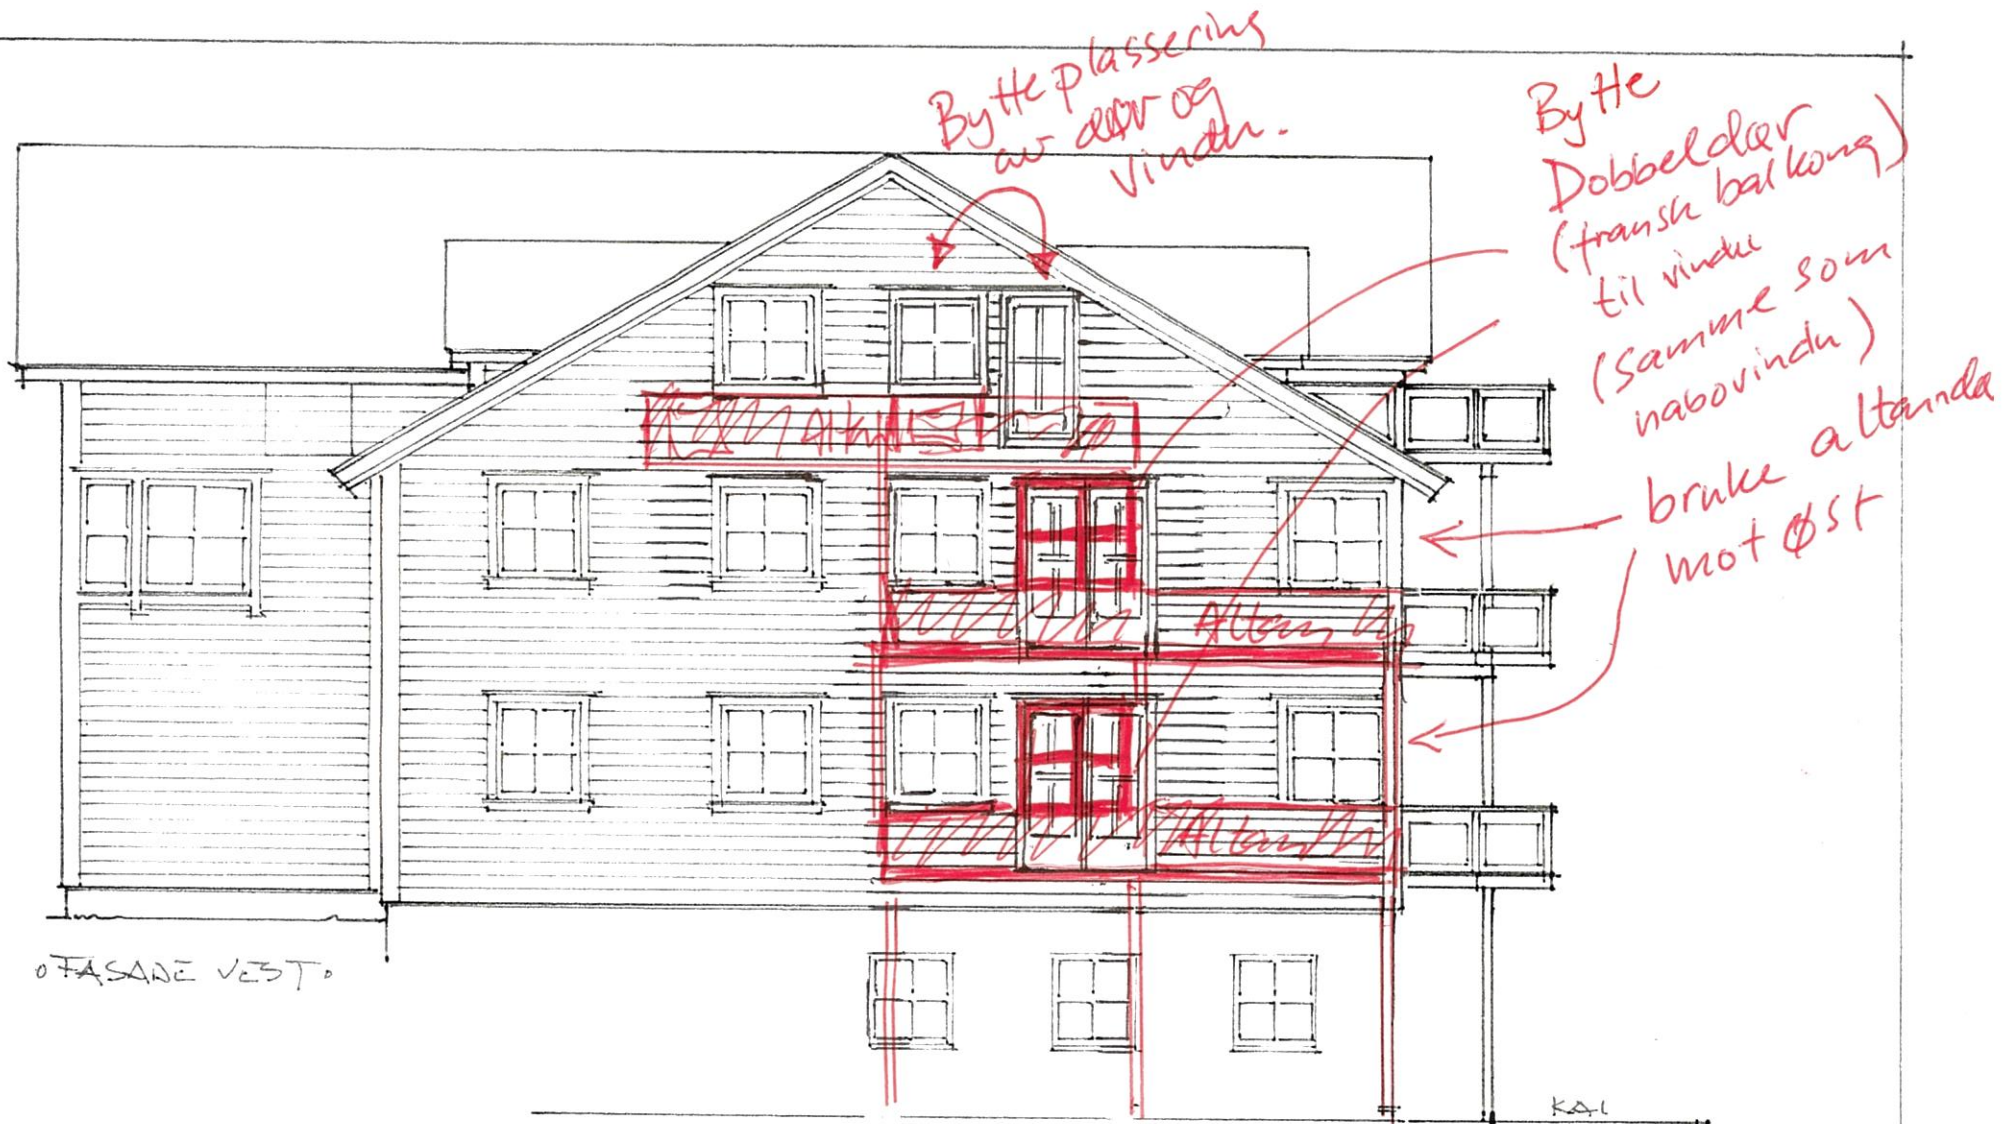 Bytte plassering
av dør og
vindu.
Bytte
Dobbeldør
(fransk balkong)
til vindu
(samme som
nabovindu)
bruke altanda
mot øst
Altan
Altan
Altan
∘FASADE VEST∘
KAI